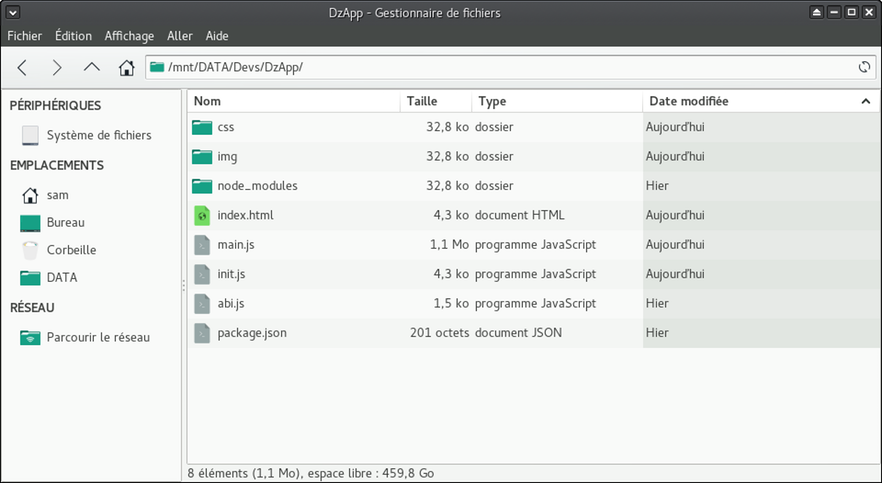 DzApp - Gestionnaire de fichiers
Fichier Édition Affichage Aller Aide
/mnt/DATA/Devs/DzApp/
PÉRIPHÉRIQUES
Système de fichiers
EMPLACEMENTS
sam
Bureau
Corbeille
DATA
RÉSEAU
Parcourir le réseau
Nom Taille Type Date modifiée
css 32,8 ko dossier Aujourd'hui
img 32,8 ko dossier Aujourd'hui
node_modules 32,8 ko dossier Hier
index.html 4,3 ko document HTML Aujourd'hui
main.js 1,1 Mo programme JavaScript Aujourd'hui
init.js 4,3 ko programme JavaScript Aujourd'hui
abi.js 1,5 ko programme JavaScript Hier
package.json 201 octets document JSON Hier
8 éléments (1,1 Mo), espace libre : 459,8 Go